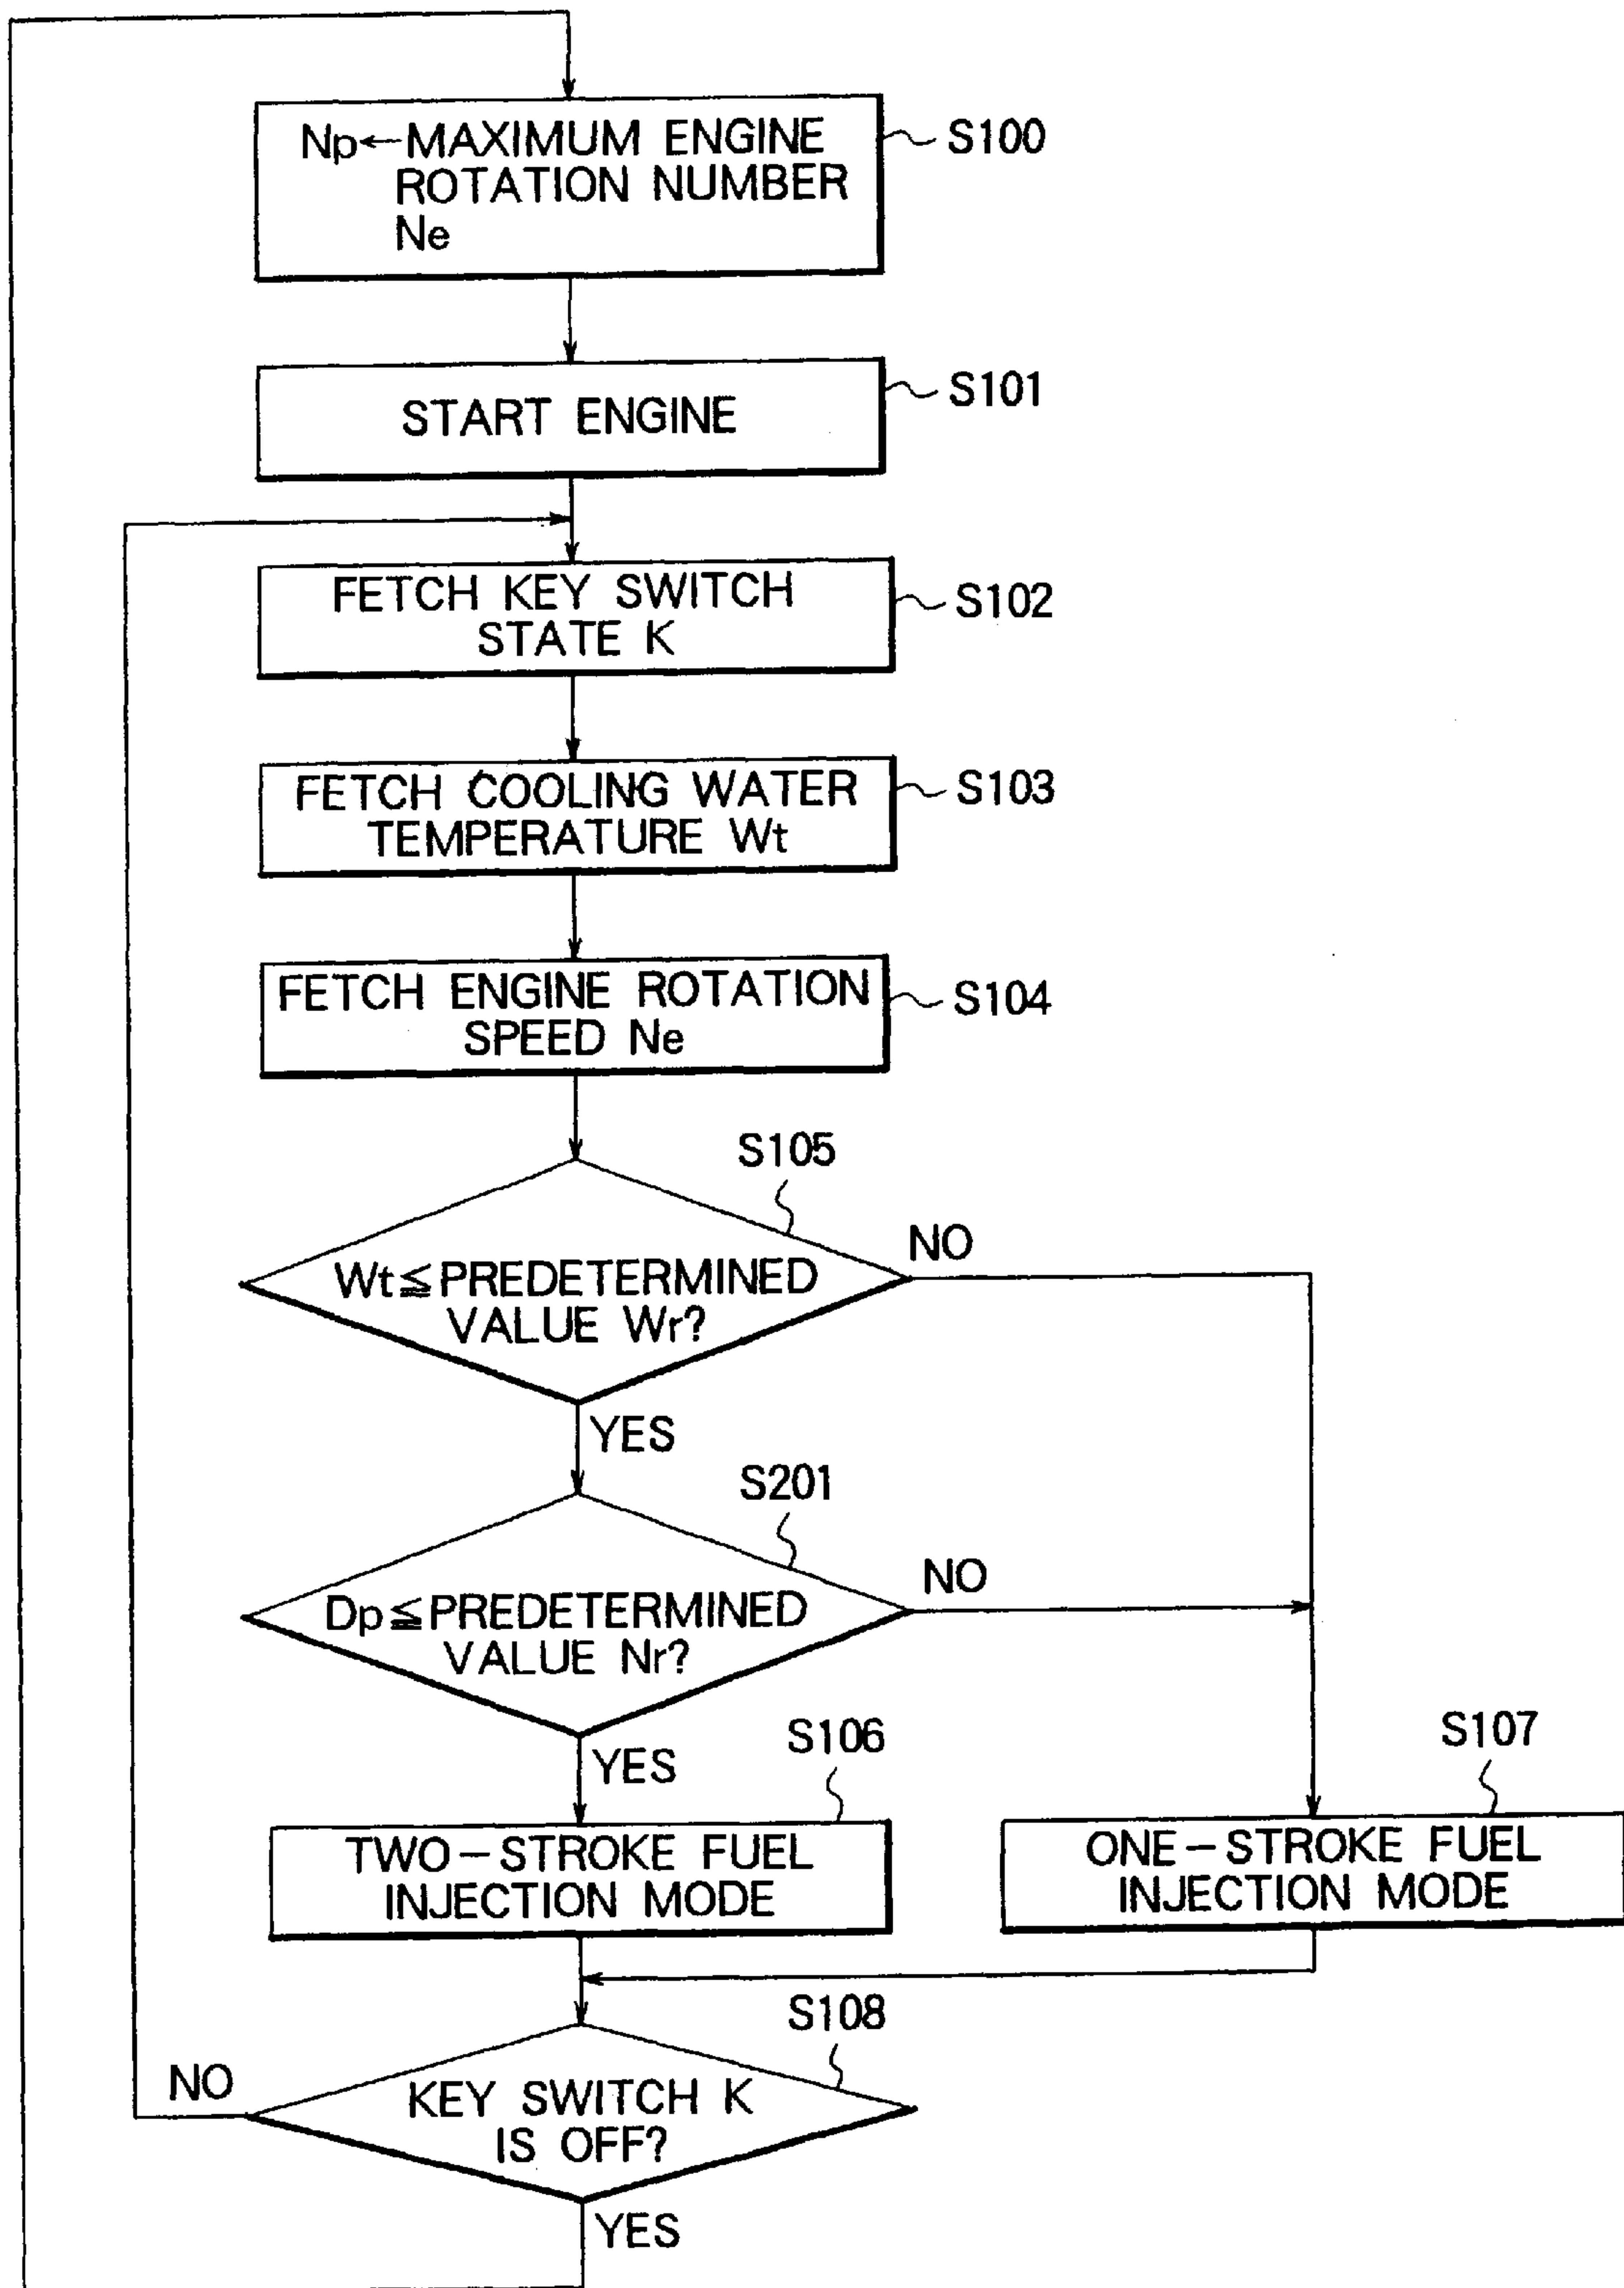 Np←MAXIMUM ENGINE
ROTATION NUMBER
Ne
S100
START ENGINE
S101
FETCH KEY SWITCH
STATE K
S102
FETCH COOLING WATER
TEMPERATURE Wt
S103
FETCH ENGINE ROTATION
SPEED Ne
S104
S105
Wt≦PREDETERMINED
VALUE Wr?
NO
YES
S201
Dp≦PREDETERMINED
VALUE Nr?
NO
YES
S106
TWO-STROKE FUEL
INJECTION MODE
S107
ONE-STROKE FUEL
INJECTION MODE
S108
KEY SWITCH K
IS OFF?
NO
YES